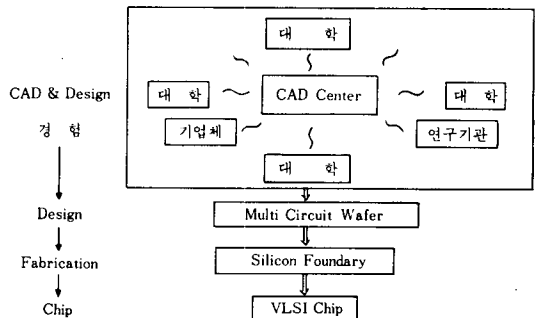 대 학
CAD & Design
대 학
CAD Center
대 학
경 험
기업체
연구기관
대 학
Design
Multi Circuit Wafer
Fabrication
Silicon Foundary
Chip
VLSI Chip